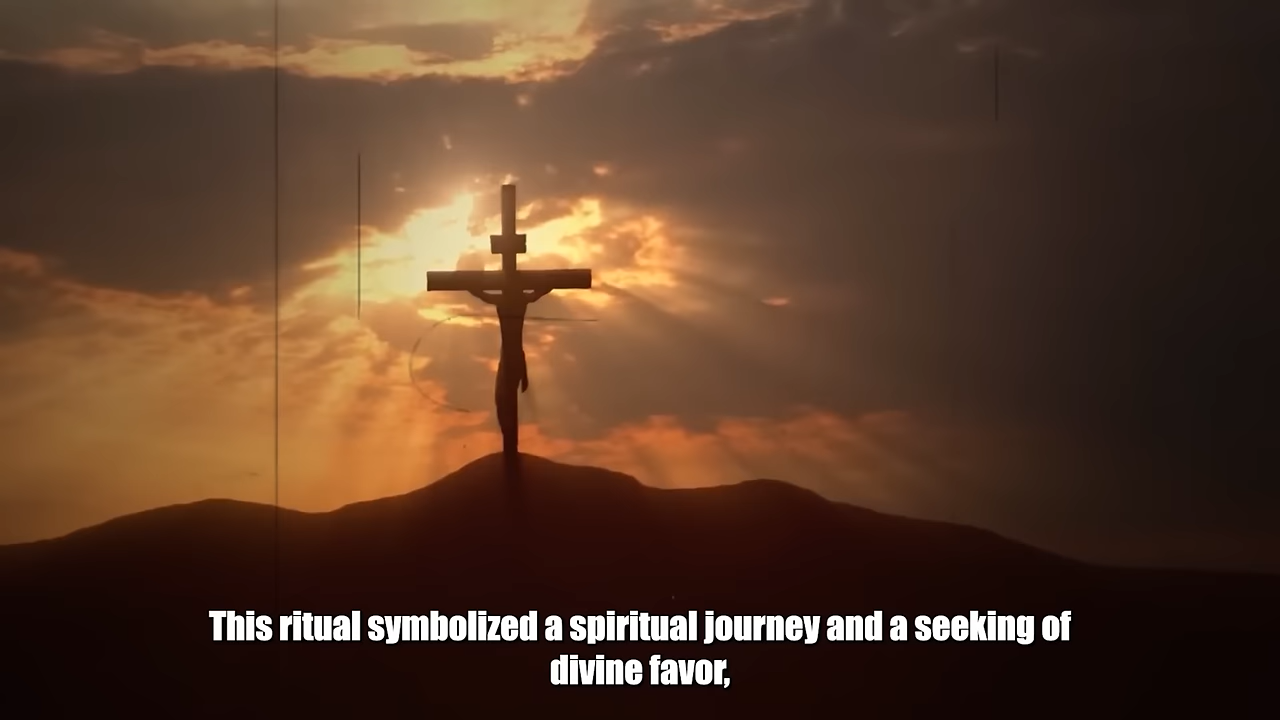 This ritual symbolized a spiritual journey and a seeking of
divine favor,